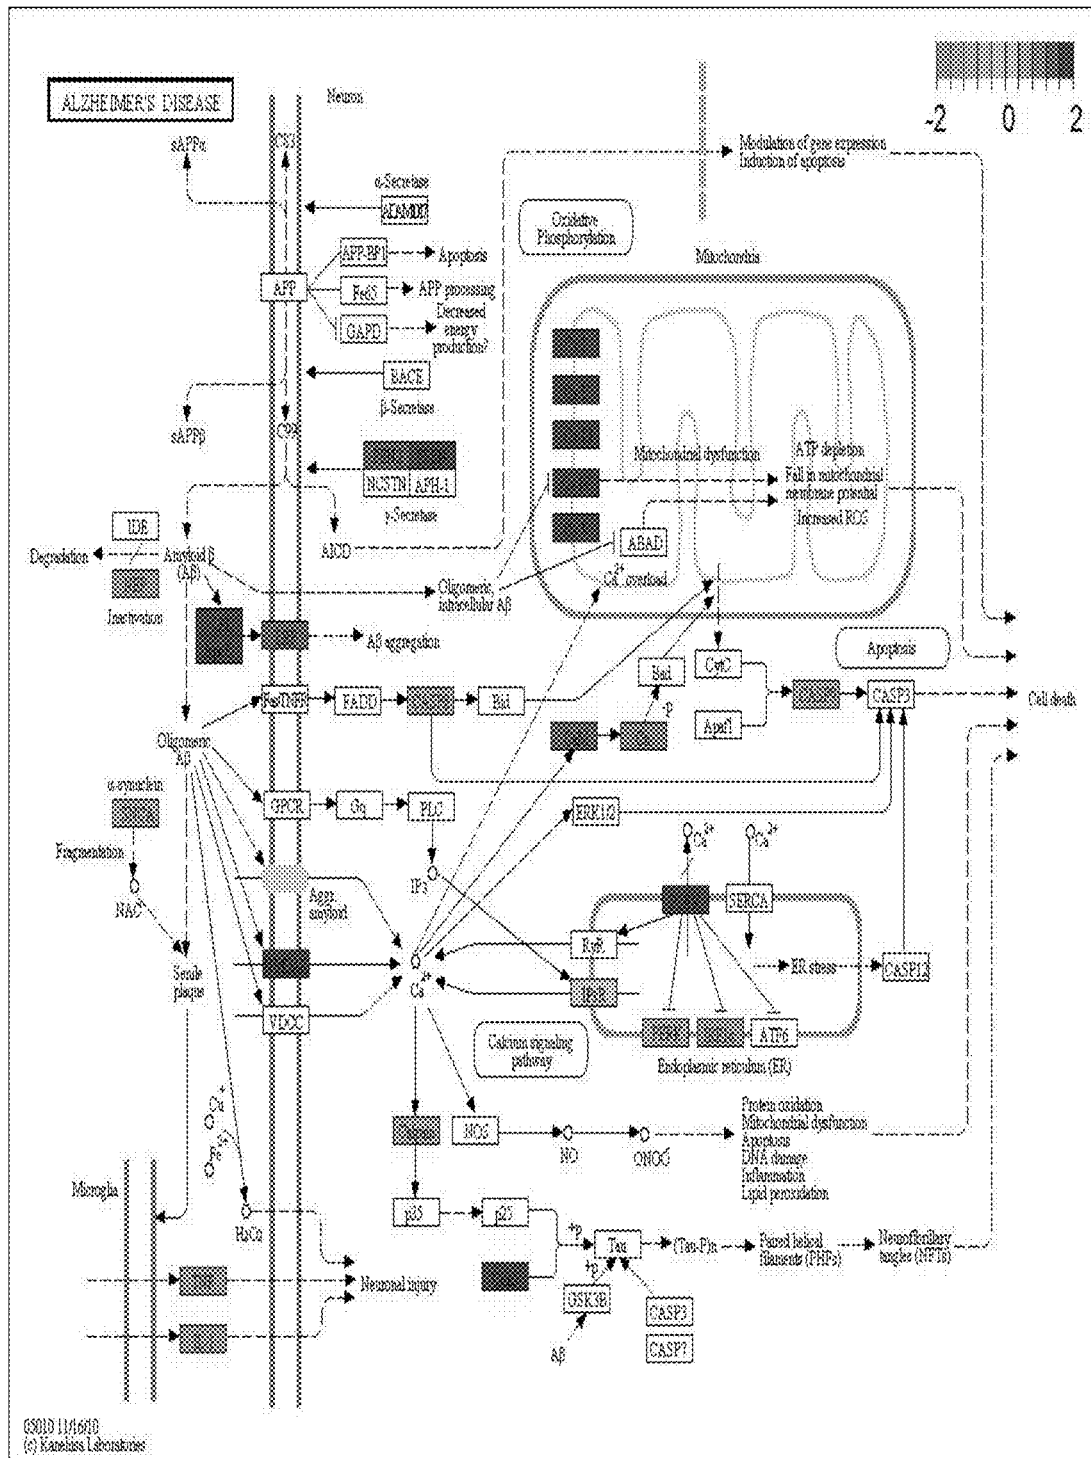 -2 0 2
ALZHEIMER'S DISEASE
Neuron
sAPPα
α-Secretase
Modulation of gene expression
Induction of apoptosis
Oxidative
Phosphorylation
Mitochondria
APP-BP1
Apoptosis
APP
Fe65
APP processing
GAPD
Decreased
energy
production?
BACE
β-Secretase
sAPPβ
NCSTN
APH-1
γ-Secretase
Mitochondrial dysfunction
ATP depletion
Fall in mitochondrial
membrane potential
Increased ROS
IDE
Degradation
Amyloid β
(Aβ)
Inactivation
AICD
Oligomeric,
intracellular Aβ
ABAD
Ca2+ overload
Aβ aggregation
Apoptosis
FADD
Bid
Bad
-p
CytC
Apaf1
CASP3
Cell death
Oligomeric
Aβ
α-synuclein
GPCR
Gq
PLC
ERK1/2
Ca2+
Ca2+
Fragmentation
NAC
IP3
Aggr.
amyloid
SERCA
RyR
Senile
plaque
Ca2+
ER stress
CASP12
VDCC
ATF6
Calcium signaling
pathway
Endoplasmic reticulum (ER)
NOS
NO
ONOO
Protein oxidation
Mitochondrial dysfunction
Apoptosis
DNA damage
Inflammation
Lipid peroxidation
Microglia
p35
p25
+p
Tau
(Tau-P)n
Paired helical
filaments (PHFs)
Neurofibrillary
tangles (NFTs)
+p
Neuronal injury
GSK3B
CASP3
CASP7
Aβ
05010 11/16/10
(c) Kanehisa Laboratories